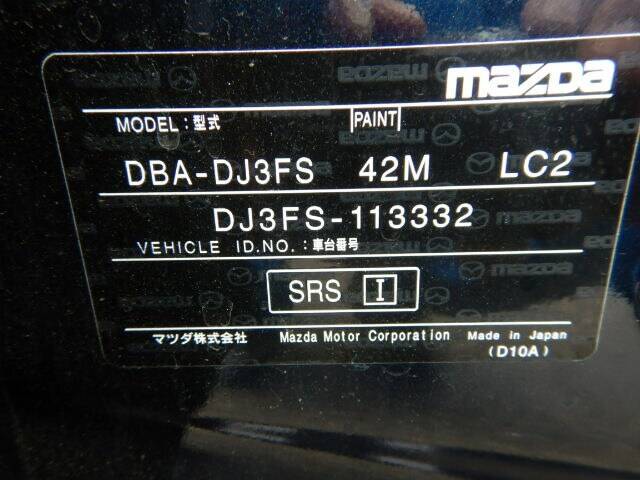 mazda
MODEL：型式 PAINT
DBA-DJ3FS 42M LC2
DJ3FS-113332
VEHICLE ID.NO.：車台番号
SRS I
マツダ株式会社 Mazda Motor Corporation Made in Japan
(D10A)